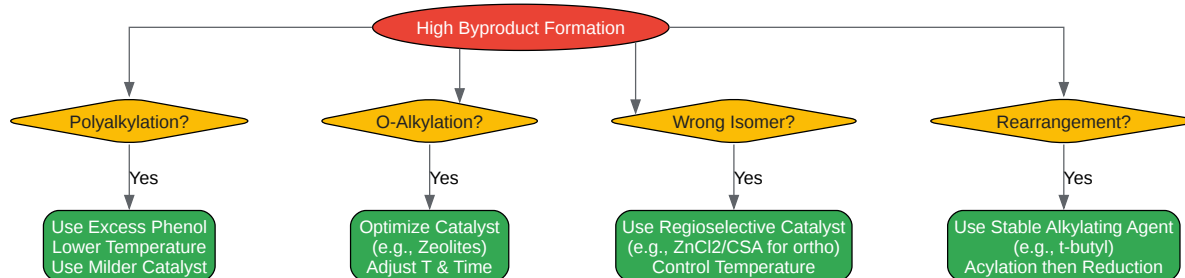 High Byproduct Formation
Polyalkylation?
O-Alkylation?
Wrong Isomer?
Rearrangement?
Yes
Yes
Yes
Yes
Use Excess Phenol
Lower Temperature
Use Milder Catalyst
Optimize Catalyst
(e.g., Zeolites)
Adjust T & Time
Use Regioselective Catalyst
(e.g., ZnCl2/CSA for ortho)
Control Temperature
Use Stable Alkylating Agent
(e.g., t-butyl)
Acylation then Reduction